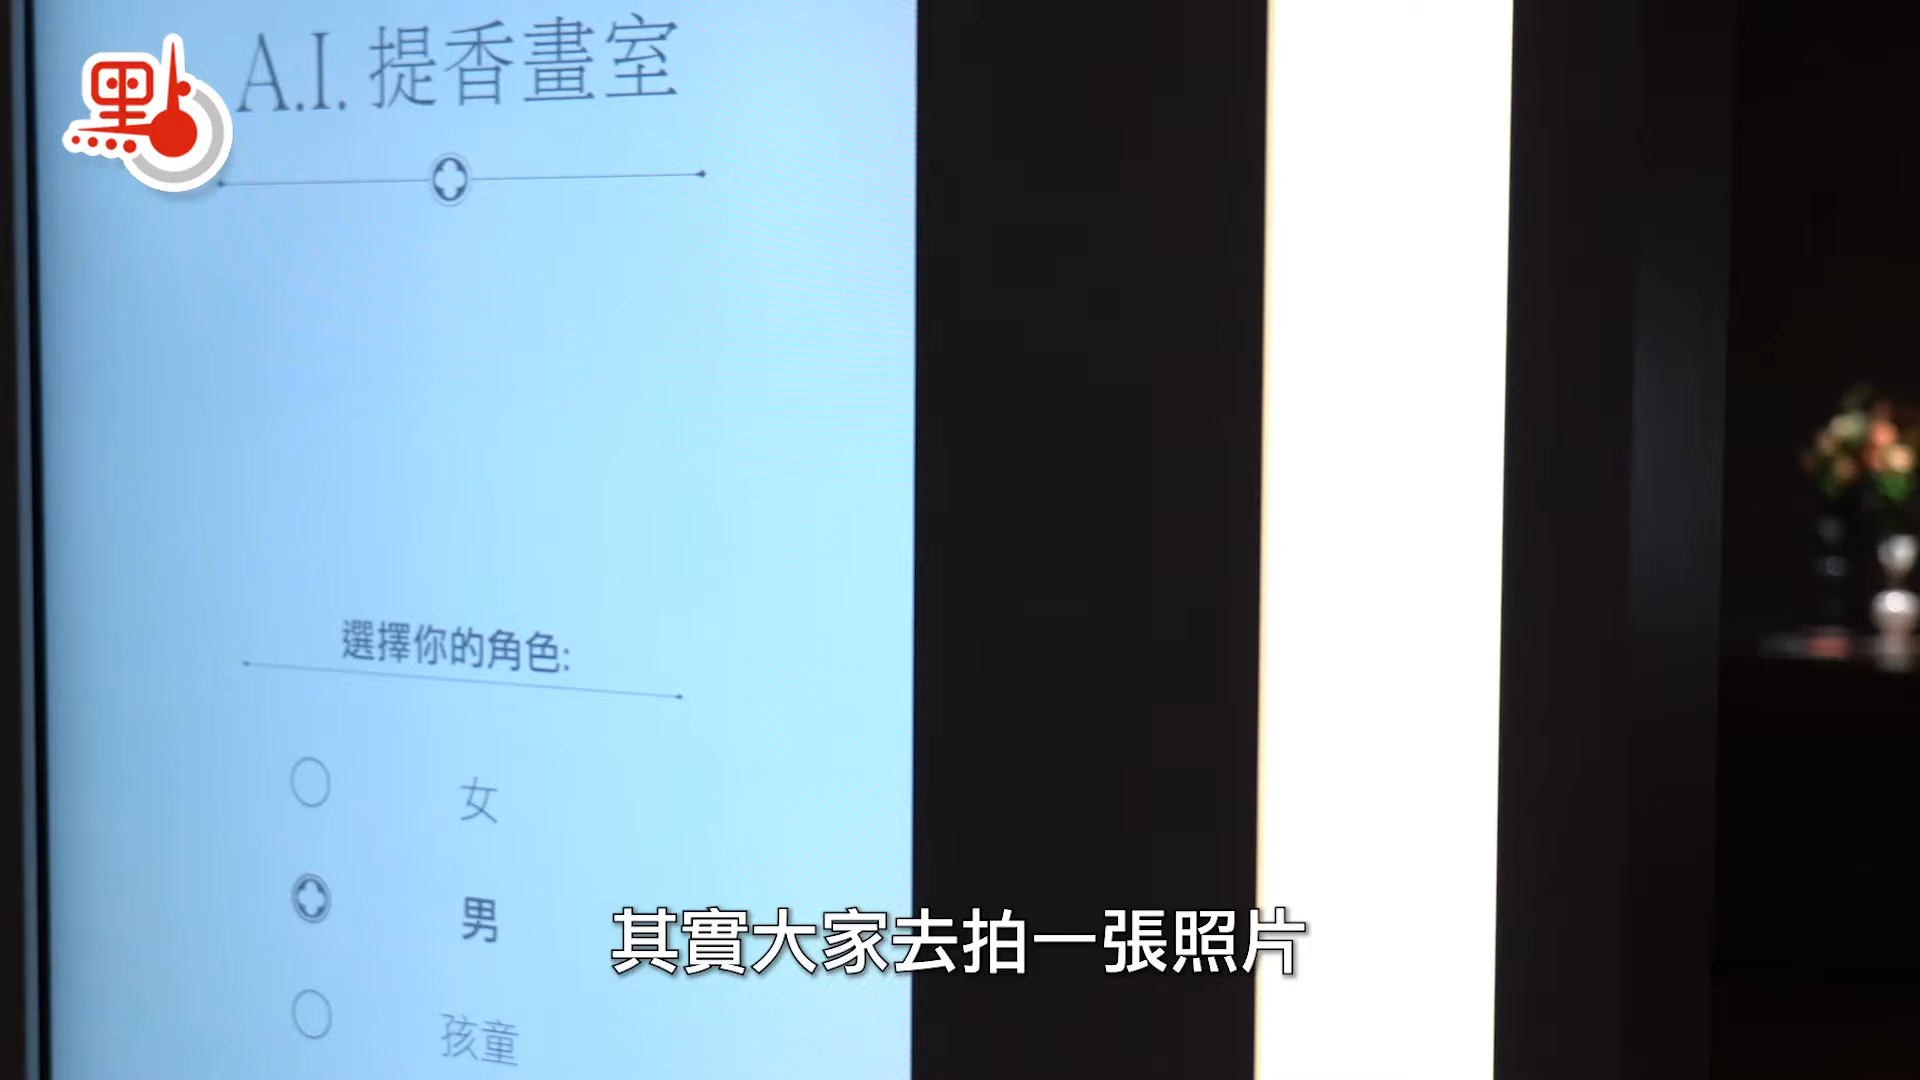 點
A.I. 提香畫室
選擇你的角色:
女
男
孩童
其實大家去拍一張照片